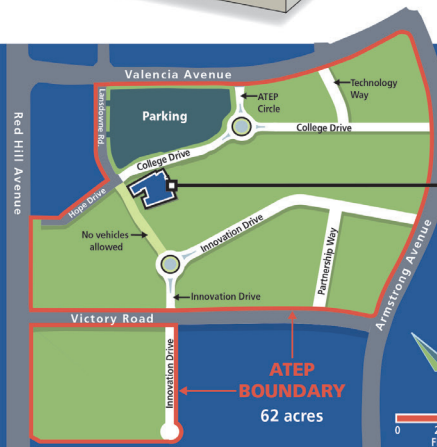 Valencia Avenue
Technology
Way
ATEP
Circle
Lansdowne Rd.
Parking
College Drive
College Drive
Red Hill Avenue
Hope Drive
No vehicles
allowed
Innovation Drive
Partnership Way
Innovation Drive
Armstrong Avenue
Victory Road
Innovation Drive
ATEP
BOUNDARY
62 acres
0
2
F